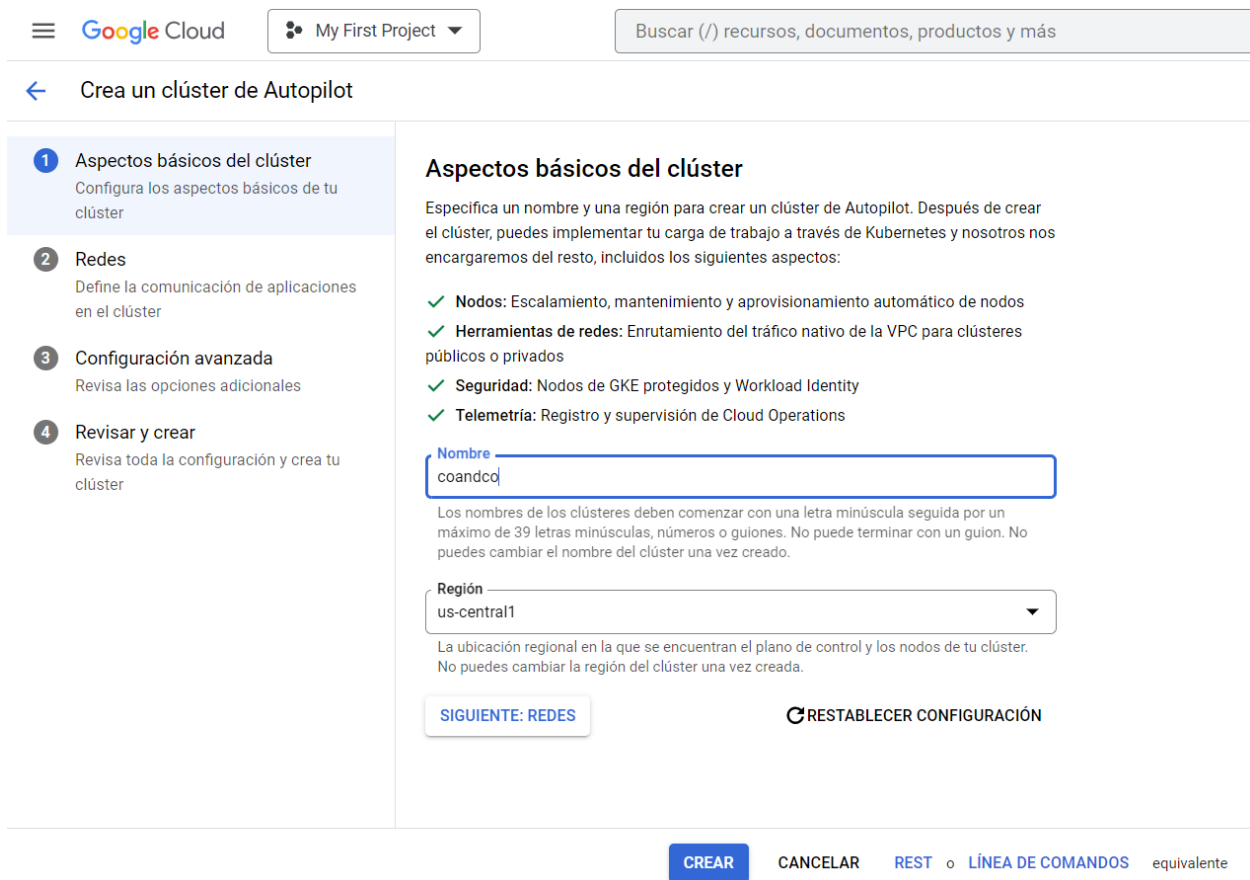 Google Cloud
My First Project
Buscar (/) recursos, documentos, productos y más
Crea un clúster de Autopilot
1 Aspectos básicos del clúster
Configura los aspectos básicos de tu
clúster
2 Redes
Define la comunicación de aplicaciones
en el clúster
3 Configuración avanzada
Revisa las opciones adicionales
4 Revisar y crear
Revisa toda la configuración y crea tu
clúster
Aspectos básicos del clúster
Especifica un nombre y una región para crear un clúster de Autopilot. Después de crear
el clúster, puedes implementar tu carga de trabajo a través de Kubernetes y nosotros nos
encargaremos del resto, incluidos los siguientes aspectos:
Nodos: Escalamiento, mantenimiento y aprovisionamiento automático de nodos
Herramientas de redes: Enrutamiento del tráfico nativo de la VPC para clústeres
públicos o privados
Seguridad: Nodos de GKE protegidos y Workload Identity
Telemetría: Registro y supervisión de Cloud Operations
Nombre
coandco
Los nombres de los clústeres deben comenzar con una letra minúscula seguida por un
máximo de 39 letras minúsculas, números o guiones. No puede terminar con un guion. No
puedes cambiar el nombre del clúster una vez creado.
Región
us-central1
La ubicación regional en la que se encuentran el plano de control y los nodos de tu clúster.
No puedes cambiar la región del clúster una vez creada.
SIGUIENTE: REDES
RESTABLECER CONFIGURACIÓN
CREAR CANCELAR REST o LÍNEA DE COMANDOS equivalente